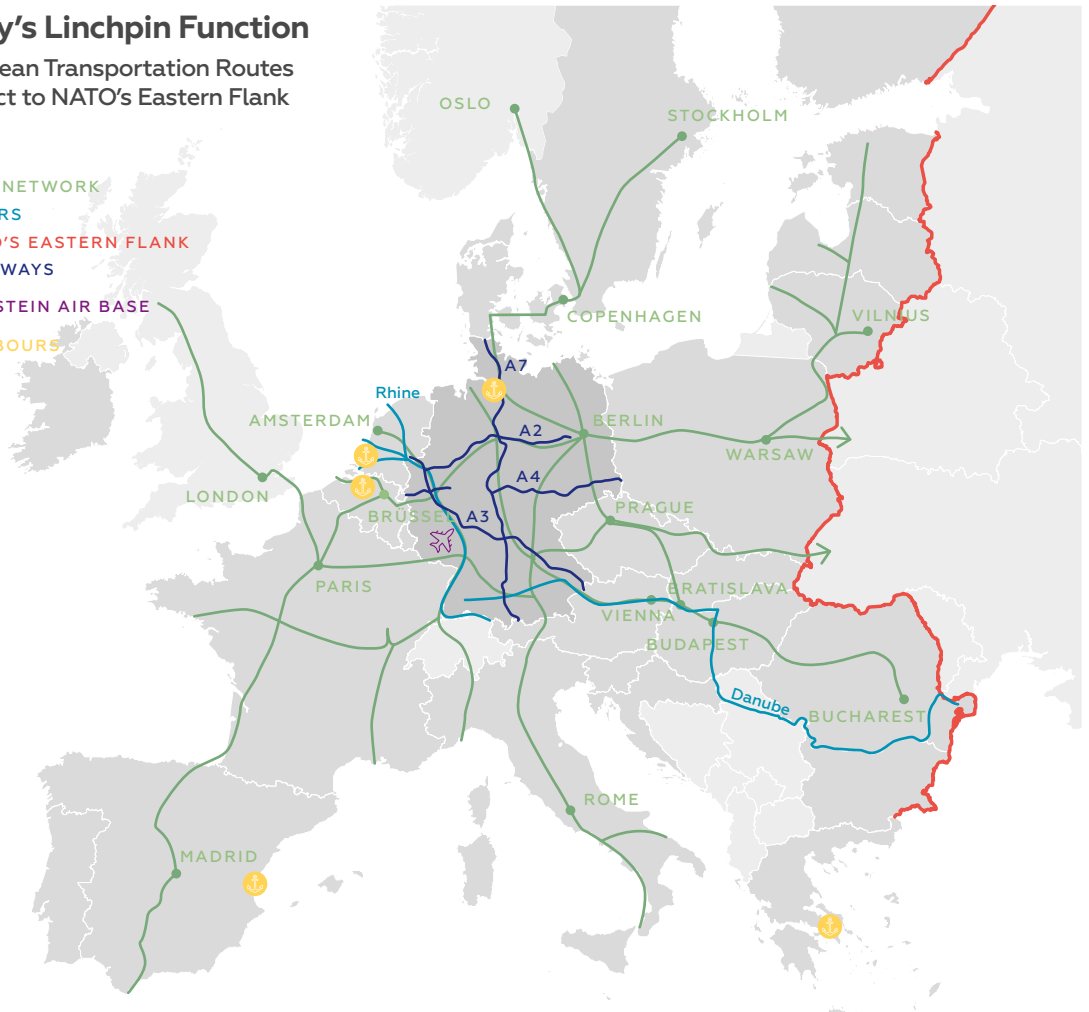 y's Linchpin Function
ean Transportation Routes
ct to NATO's Eastern Flank
NETWORK
RS
'S EASTERN FLANK
WAYS
STEIN AIR BASE
BOURS
OSLO
STOCKHOLM
COPENHAGEN
VILNIUS
A7
Rhine
AMSTERDAM
BERLIN
A2
WARSAW
A4
LONDON
PRAGUE
BRÜSSEL
A3
PARIS
BRATISLAVA
VIENNA
BUDAPEST
Danube
BUCHAREST
ROME
MADRID